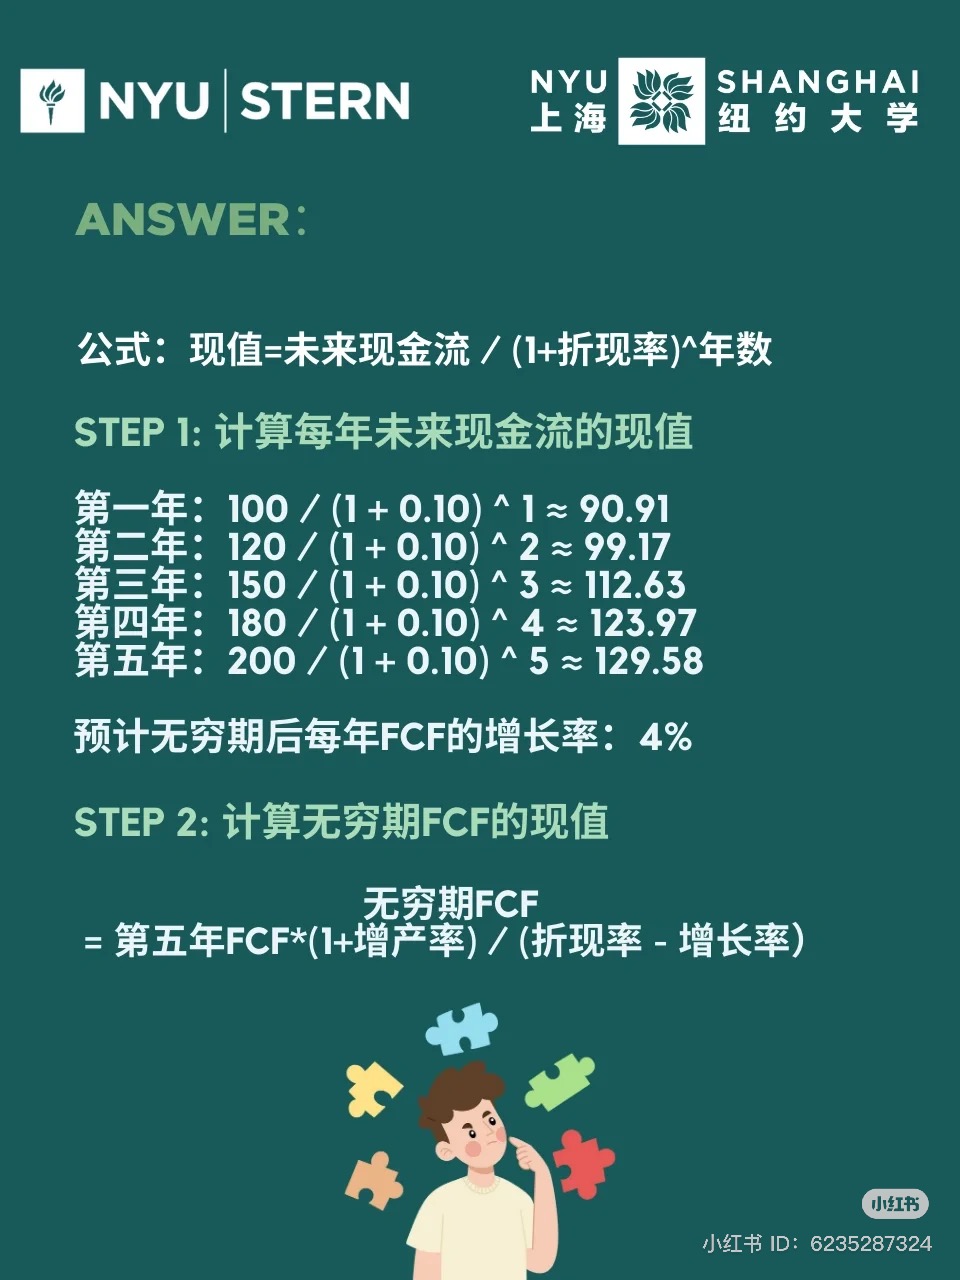 NYU | STERN
NYU SHANGHAI
上海 纽约大学
ANSWER：
公式：现值=未来现金流 / (1+折现率)^年数
STEP 1: 计算每年未来现金流的现值
第一年：100 / (1 + 0.10) ^ 1 ≈ 90.91
第二年：120 / (1 + 0.10) ^ 2 ≈ 99.17
第三年：150 / (1 + 0.10) ^ 3 ≈ 112.63
第四年：180 / (1 + 0.10) ^ 4 ≈ 123.97
第五年：200 / (1 + 0.10) ^ 5 ≈ 129.58
预计无穷期后每年FCF的增长率：4%
STEP 2: 计算无穷期FCF的现值
无穷期FCF
= 第五年FCF*(1+增产率) / (折现率 - 增长率）
小红书
小红书 ID：6235287324